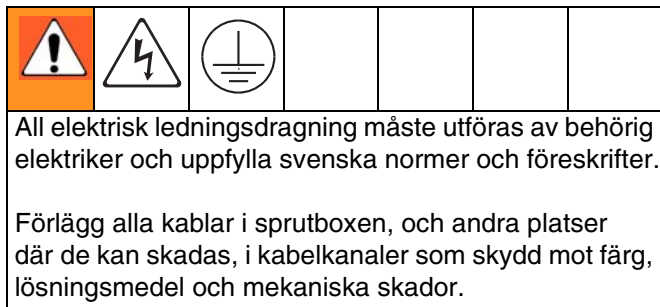 All elektrisk ledningsdragning måste utföras av behörig
elektriker och uppfylla svenska normer och föreskrifter.
Förlägg alla kablar i sprutboxen, och andra platser
där de kan skadas, i kabelkanaler som skydd mot färg,
lösningsmedel och mekaniska skador.